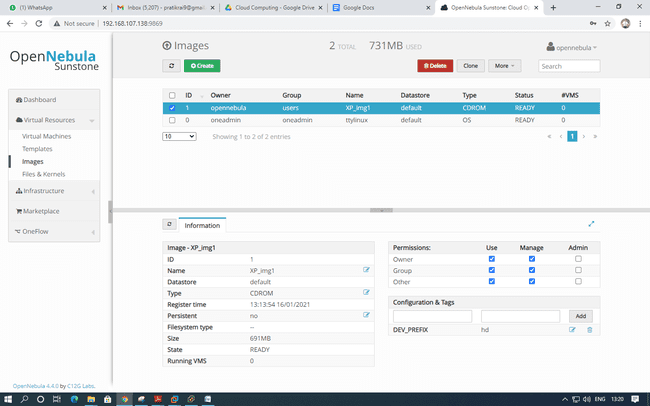 (1) WhatsApp
Inbox (5,207) - pratikrai9@gmai
Cloud Computing - Google Drive
Google Docs
OpenNebula Sunstone: Cloud Op
Not secure | 192.168.107.138:9869
OpenNebula
Sunstone
Images
2 TOTAL 731MB USED
opennebula
Create
Delete
Clone
More
Search
Dashboard
Virtual Resources
Virtual Machines
Templates
Images
Files & Kernels
Infrastructure
Marketplace
OneFlow
ID Owner Group Name Datastore Type Status #VMS
1 opennebula users XP_img1 default CDROM READY 0
0 oneadmin oneadmin ttylinux default OS READY 0
10 Showing 1 to 2 of 2 entries
« ‹ 1 › »
Information
Image - XP_img1
ID 1
Name XP_img1
Datastore default
Type CDROM
Register time 13:13:54 16/01/2021
Persistent no
Filesystem type --
Size 691MB
State READY
Running VMS 0
Permissions: Use Manage Admin
Owner
Group
Other
Configuration & Tags
Add
DEV_PREFIX hd
OpenNebula 4.4.0 by C12G Labs.
ENG 13:20